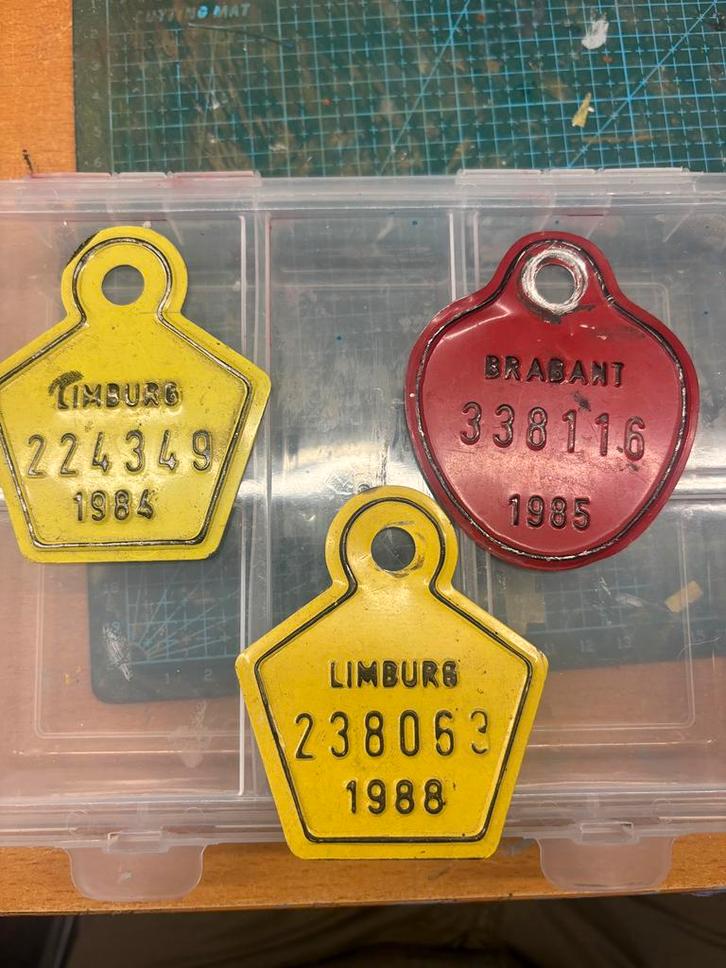 CUTTING MAT
LIMBURG
224349
1984
BRABANT
338116
1985
LIMBURG
238063
1988